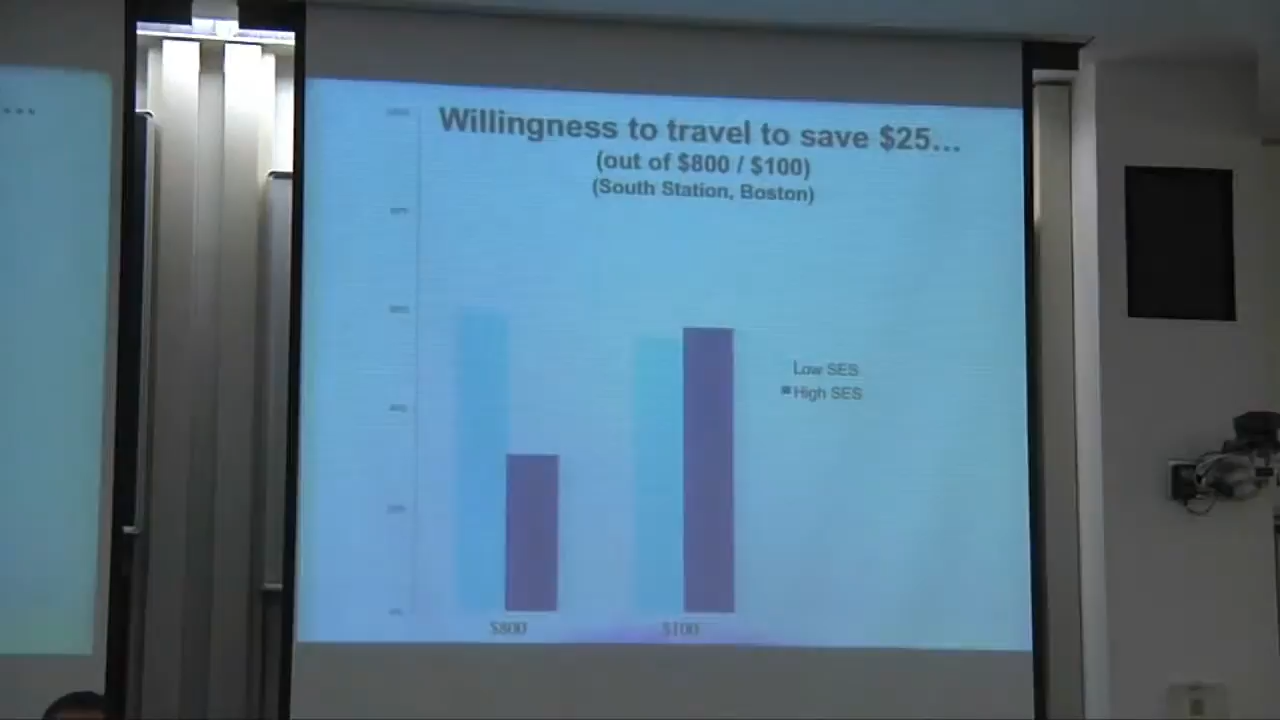 ...
Willingness to travel to save $25...
(out of $800 / $100)
(South Station, Boston)
Low SES
High SES
$800
$100